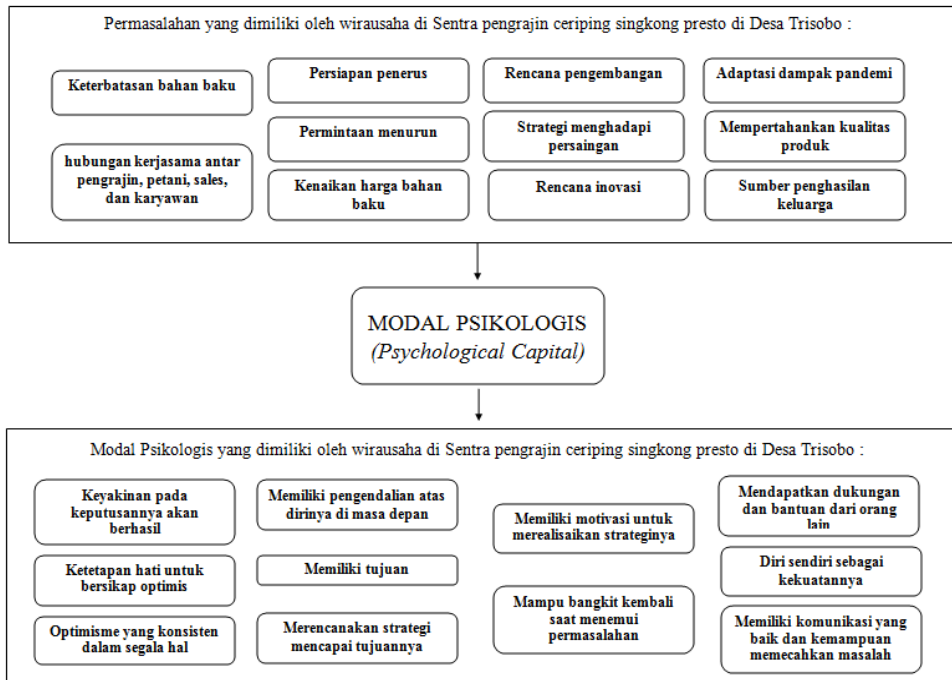 Permasalahan yang dimiliki oleh wirausaha di Sentra pengrajin ceriping singkong presto di Desa Trisobo :
Keterbatasan bahan baku
hubungan kerjasama antar
pengrajin, petani, sales,
dan karyawan
Persiapan penerus
Permintaan menurun
Kenaikan harga bahan
baku
Rencana pengembangan
Strategi menghadapi
persaingan
Rencana inovasi
Adaptasi dampak pandemi
Mempertahankan kualitas
produk
Sumber penghasilan
keluarga
MODAL PSIKOLOGIS
(Psychological Capital)
Modal Psikologis yang dimiliki oleh wirausaha di Sentra pengrajin ceriping singkong presto di Desa Trisobo :
Keyakinan pada
keputusannya akan
berhasil
Ketetapan hati untuk
bersikap optimis
Optimisme yang konsisten
dalam segala hal
Memiliki pengendalian atas
dirinya di masa depan
Memiliki tujuan
Merencanakan strategi
mencapai tujuannya
Memiliki motivasi untuk
merealisaikan strateginya
Mampu bangkit kembali
saat menemui
permasalahan
Mendapatkan dukungan
dan bantuan dari orang
lain
Diri sendiri sebagai
kekuatannya
Memiliki komunikasi yang
baik dan kemampuan
memecahkan masalah